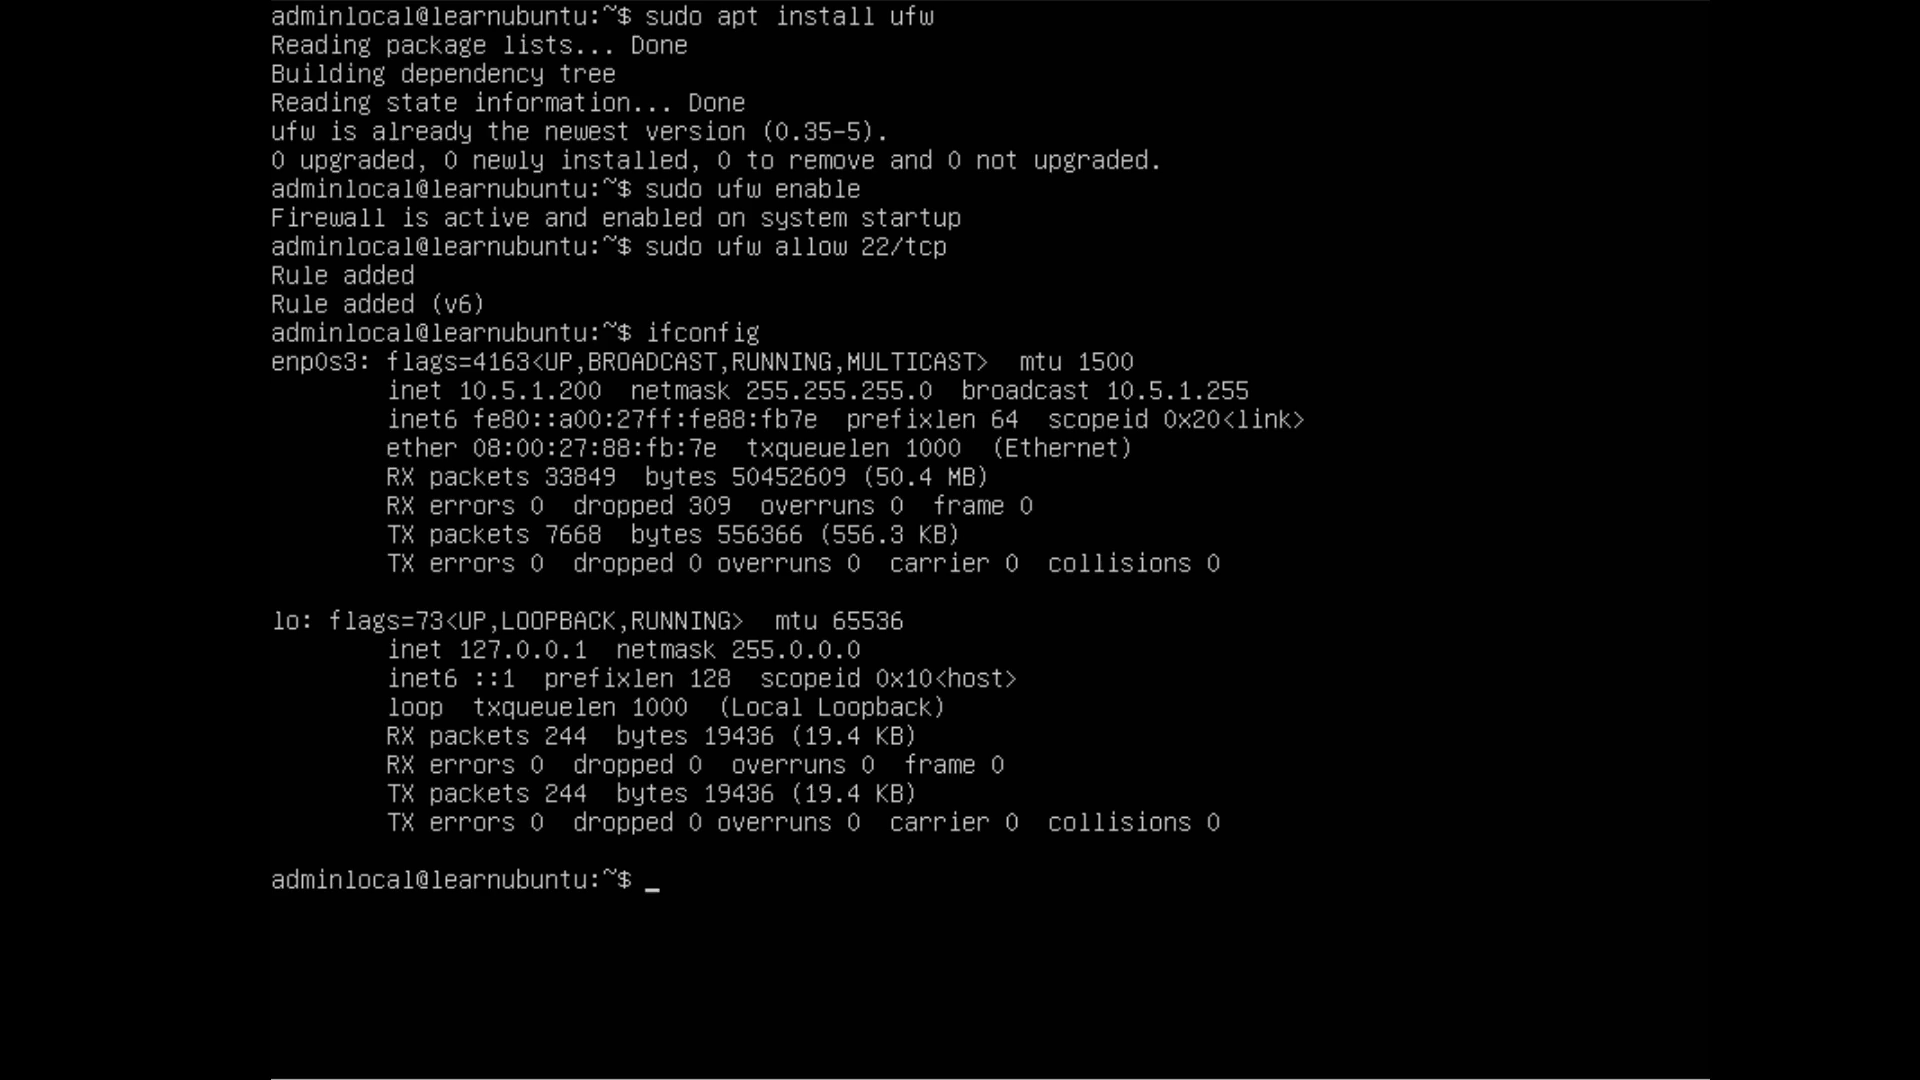 adminlocal@learnubuntu:~$ sudo apt install ufw
Reading package lists... Done
Building dependency tree
Reading state information... Done
ufw is already the newest version (0.35-5).
0 upgraded, 0 newly installed, 0 to remove and 0 not upgraded.
adminlocal@learnubuntu:~$ sudo ufw enable
Firewall is active and enabled on system startup
adminlocal@learnubuntu:~$ sudo ufw allow 22/tcp
Rule added
Rule added (v6)
adminlocal@learnubuntu:~$ ifconfig
enp0s3: flags=4163<UP,BROADCAST,RUNNING,MULTICAST>  mtu 1500
        inet 10.5.1.200  netmask 255.255.255.0  broadcast 10.5.1.255
        inet6 fe80::a00:27ff:fe88:fb7e  prefixlen 64  scopeid 0x20<link>
        ether 08:00:27:88:fb:7e  txqueuelen 1000  (Ethernet)
        RX packets 33849  bytes 50452609 (50.4 MB)
        RX errors 0  dropped 309  overruns 0  frame 0
        TX packets 7668  bytes 556366 (556.3 KB)
        TX errors 0  dropped 0 overruns 0  carrier 0  collisions 0
lo: flags=73<UP,LOOPBACK,RUNNING>  mtu 65536
        inet 127.0.0.1  netmask 255.0.0.0
        inet6 ::1  prefixlen 128  scopeid 0x10<host>
        loop  txqueuelen 1000  (Local Loopback)
        RX packets 244  bytes 19436 (19.4 KB)
        RX errors 0  dropped 0  overruns 0  frame 0
        TX packets 244  bytes 19436 (19.4 KB)
        TX errors 0  dropped 0 overruns 0  carrier 0  collisions 0
adminlocal@learnubuntu:~$ _